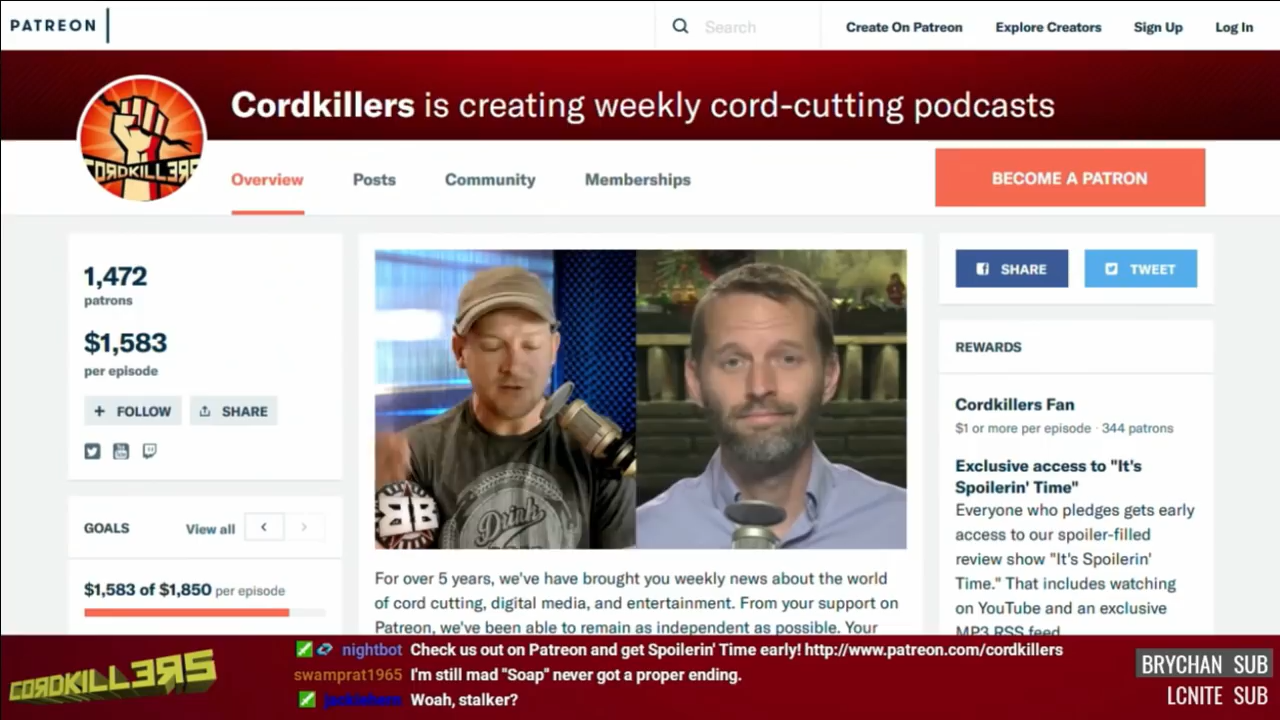 PATREON
Search
Create On Patreon
Explore Creators
Sign Up
Log In
CORDKILLERS
Cordkillers is creating weekly cord-cutting podcasts
Overview
Posts
Community
Memberships
BECOME A PATRON
1,472
patrons
$1,583
per episode
+ FOLLOW
SHARE
GOALS
View all
$1,583 of $1,850 per episode
BB
Drink
For over 5 years, we've have brought you weekly news about the world
of cord cutting, digital media, and entertainment. From your support on
Patreon, we've been able to remain as independent as possible. Your
SHARE
TWEET
REWARDS
Cordkillers Fan
$1 or more per episode · 344 patrons
Exclusive access to "It's
Spoilerin' Time"
Everyone who pledges gets early
access to our spoiler-filled
review show "It's Spoilerin'
Time." That includes watching
on YouTube and an exclusive
MP3 RSS feed
CORDKILLERS
nightbot Check us out on Patreon and get Spoilerin' Time early! http://www.patreon.com/cordkillers
swamprat1965 I'm still mad "Soap" never got a proper ending.
Woah, stalker?
BRYCHAN SUB
LCNITE SUB